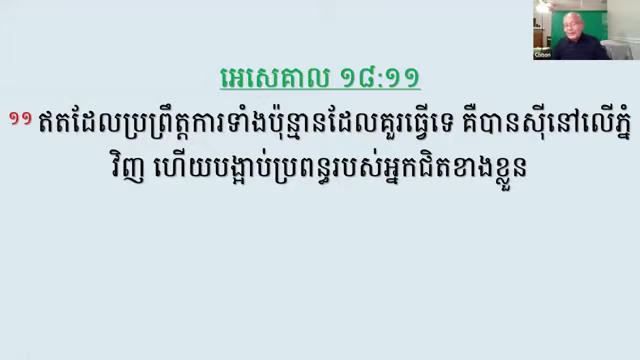 អេសេគាល ១៨:១១
១១ ឥតដែលប្រព្រឹត្តការទាំងប៉ុន្មានដែលគួរធ្វើទេ គឺបានស៊ីនៅលើភ្នំ
វិញ ហើយបង្អាប់ប្រពន្ធរបស់អ្នកជិតខាងខ្លួន